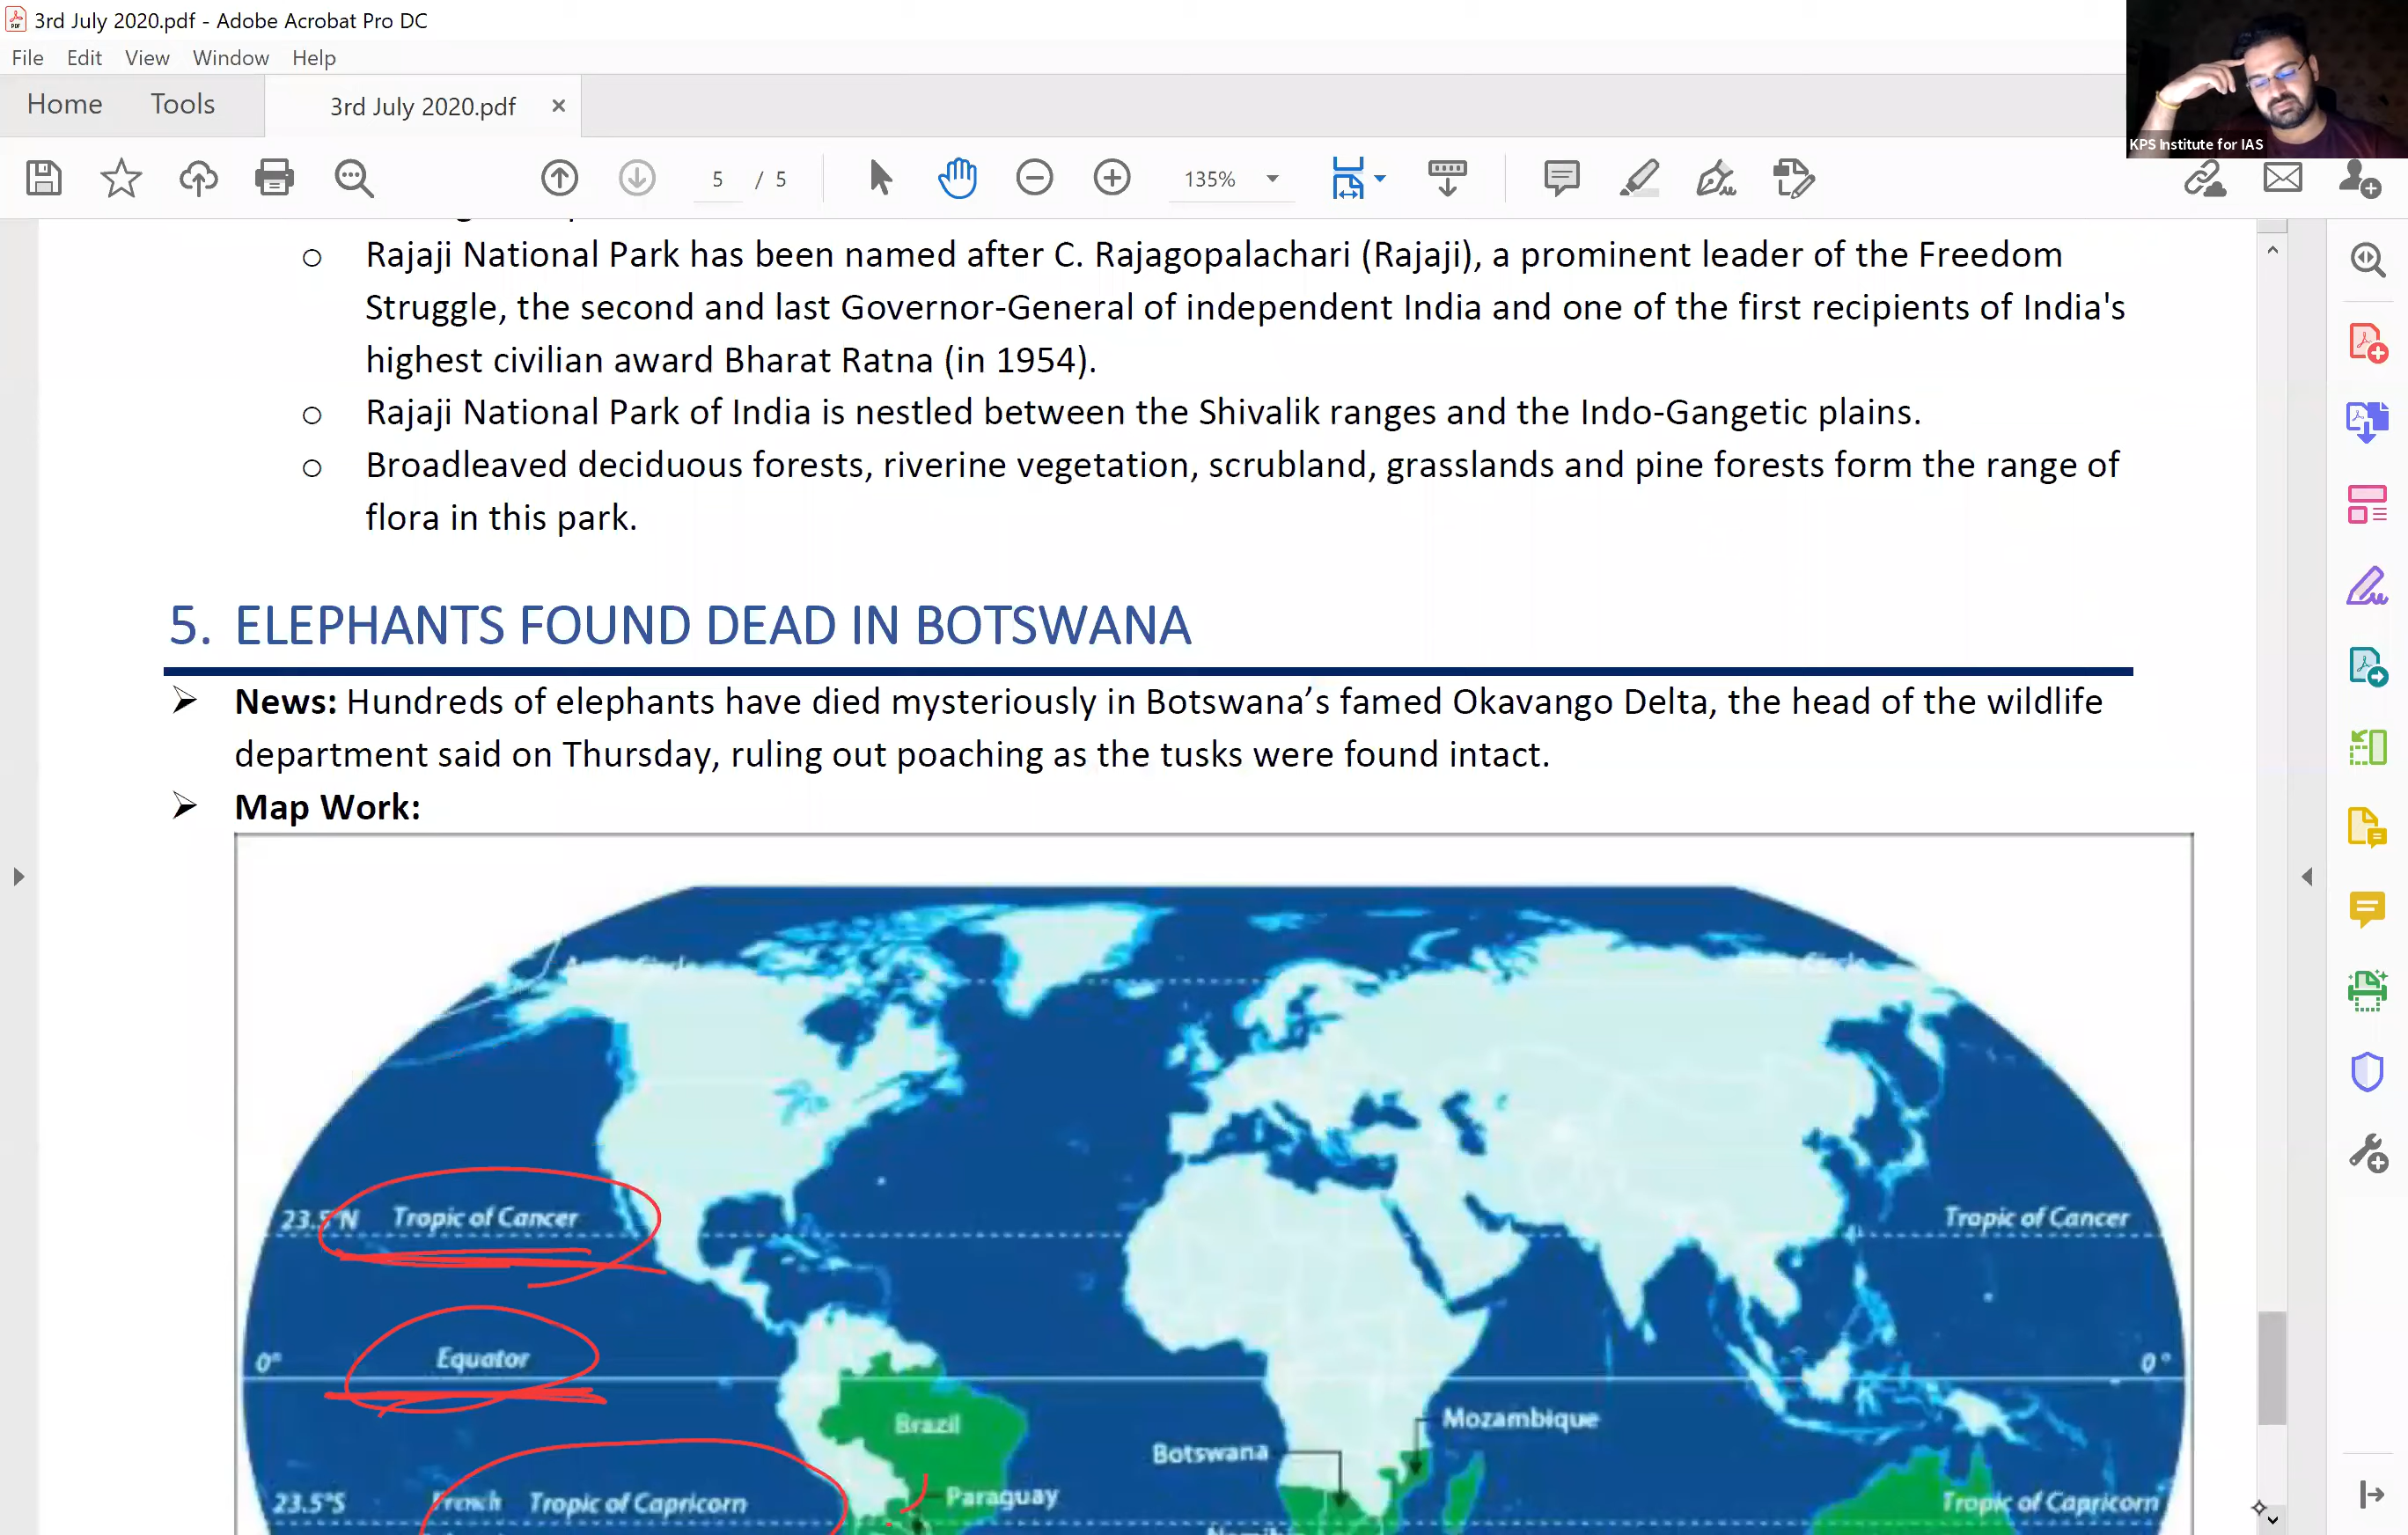 3rd July 2020.pdf - Adobe Acrobat Pro DC
File Edit View Window Help
Home Tools 3rd July 2020.pdf ×
5 / 5 135%
KPS Institute for IAS
Rajaji National Park has been named after C. Rajagopalachari (Rajaji), a prominent leader of the Freedom
Struggle, the second and last Governor-General of independent India and one of the first recipients of India's
highest civilian award Bharat Ratna (in 1954).
Rajaji National Park of India is nestled between the Shivalik ranges and the Indo-Gangetic plains.
Broadleaved deciduous forests, riverine vegetation, scrubland, grasslands and pine forests form the range of
flora in this park.
5. ELEPHANTS FOUND DEAD IN BOTSWANA
News: Hundreds of elephants have died mysteriously in Botswana’s famed Okavango Delta, the head of the wildlife
department said on Thursday, ruling out poaching as the tusks were found intact.
Map Work:
23.5°N Tropic of Cancer Tropic of Cancer
0° Equator 0°
Brazil Mozambique
Botswana
23.5°S French Tropic of Capricorn Paraguay Tropic of Capricorn